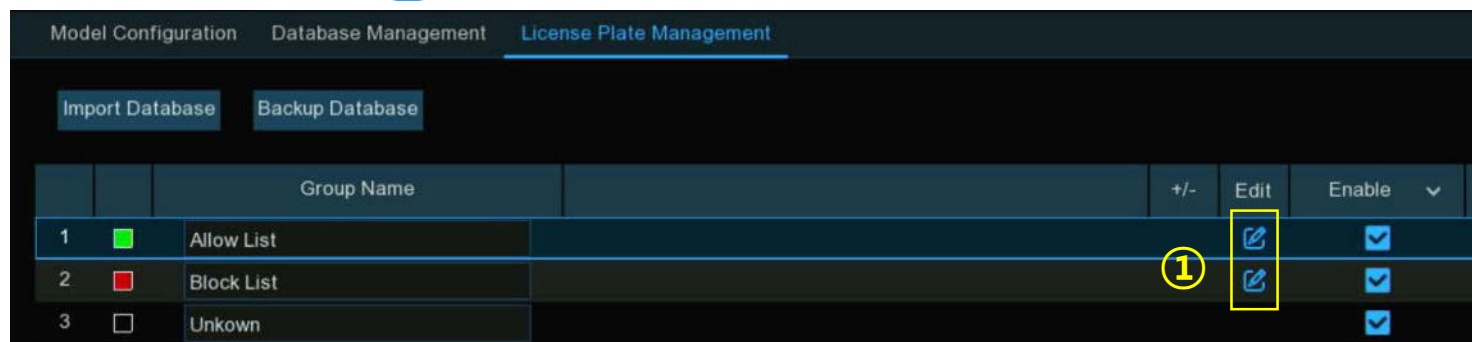 Model Configuration Database Management License Plate Management
Import Database Backup Database
Group Name +/- Edit Enable
1 Allow List
①
2 Block List
3 Unkown